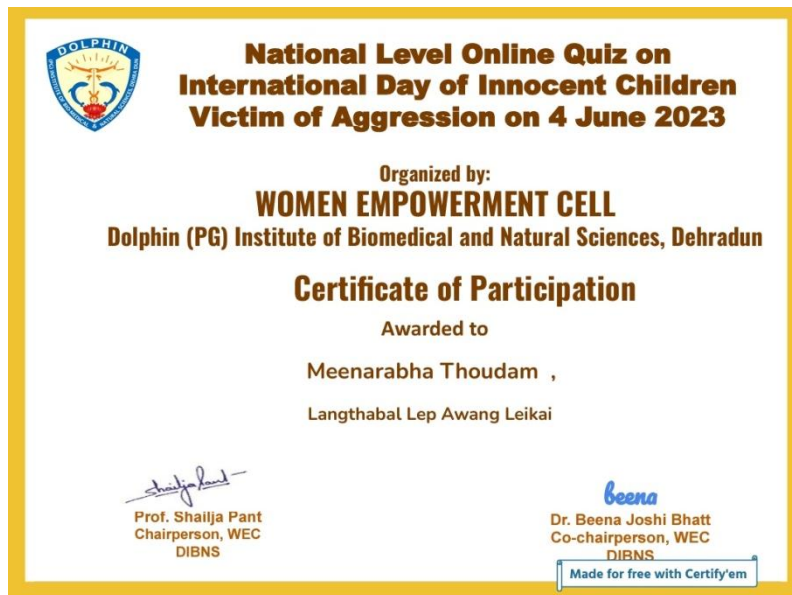 DOLPHIN
National Level Online Quiz on
International Day of Innocent Children
Victim of Aggression on 4 June 2023
Organized by:
WOMEN EMPOWERMENT CELL
Dolphin (PG) Institute of Biomedical and Natural Sciences, Dehradun
Certificate of Participation
Awarded to
Meenarabha Thoudam ,
Langthabal Lep Awang Leikai
Shailja Pant
Prof. Shailja Pant
Chairperson, WEC
DIBNS
beena
Dr. Beena Joshi Bhatt
Co-chairperson, WEC
DIBNS
Made for free with Certify'em